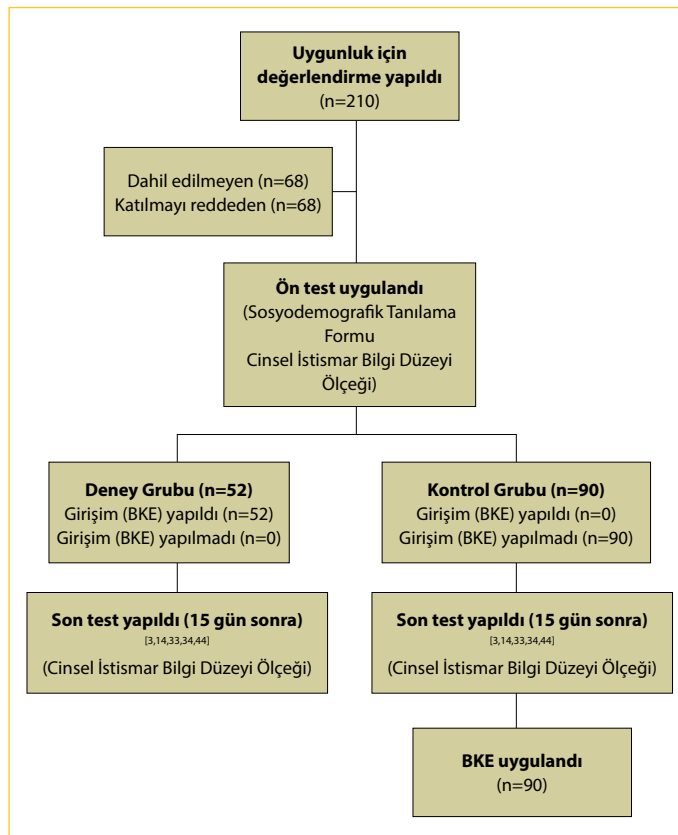 Uygunluk için
değerlendirme yapıldı
(n=210)
Dahil edilmeyen (n=68)
Katılmayı reddeden (n=68)
Ön test uygulandı
(Sosyodemografik Tanılama
Formu
Cinsel İstismar Bilgi Düzeyi
Ölçeği)
Deney Grubu (n=52)
Girişim (BKE) yapıldı (n=52)
Girişim (BKE) yapılmadı (n=0)
Kontrol Grubu (n=90)
Girişim (BKE) yapıldı (n=0)
Girişim (BKE) yapılmadı (n=90)
Son test yapıldı (15 gün sonra)
[3,14,33,34,44]
(Cinsel İstismar Bilgi Düzeyi Ölçeği)
Son test yapıldı (15 gün sonra)
[3,14,33,34,44]
(Cinsel İstismar Bilgi Düzeyi Ölçeği)
BKE uygulandı
(n=90)